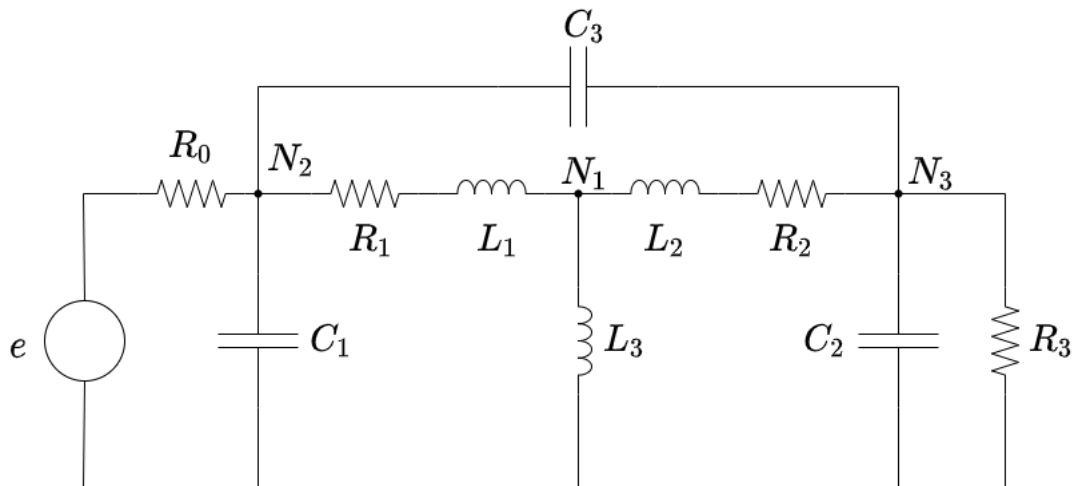 C₃
R₀
N₂
N₁
N₃
R₁
L₁
L₂
R₂
e
C₁
L₃
C₂
R₃